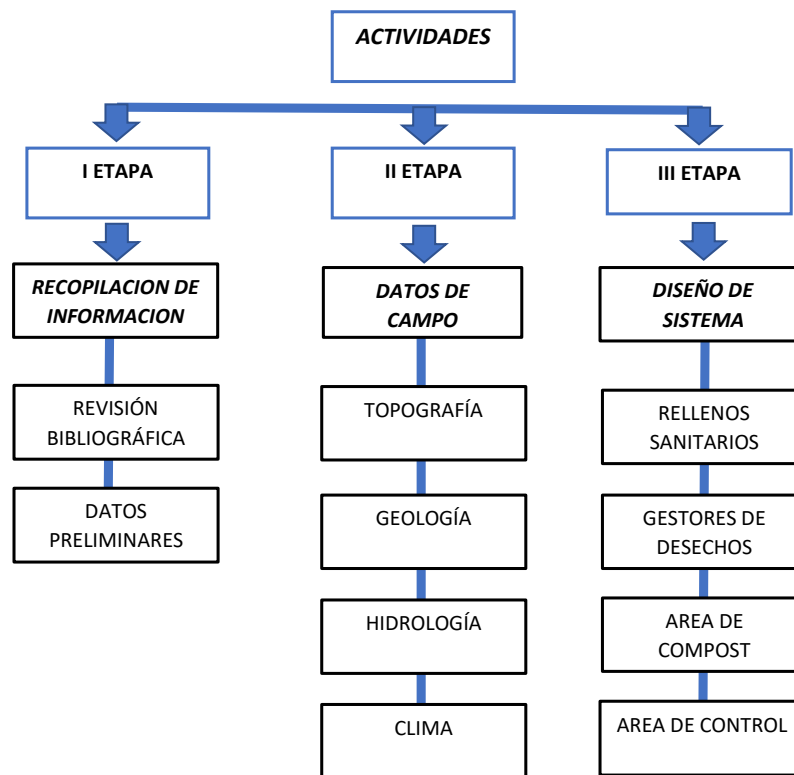 ACTIVIDADES
I ETAPA
II ETAPA
III ETAPA
RECOPILACION DE
INFORMACION
DATOS DE
CAMPO
DISEÑO DE
SISTEMA
REVISIÓN
BIBLIOGRÁFICA
TOPOGRAFÍA
RELLENOS
SANITARIOS
DATOS
PRELIMINARES
GEOLOGÍA
GESTORES DE
DESECHOS
HIDROLOGÍA
AREA DE
COMPOST
CLIMA
AREA DE CONTROL